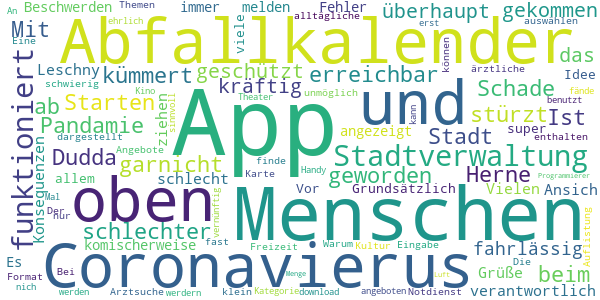 An Beschwerden Themen immer melden Fehler überhaupt gekommen
ehrlich alltägliche erst auswählen
Mit Abfallkalender viele können das
Eine
Leschny kümmert geschützt erreichbar ärztliche Idee
schwierig Kino kräftig unmöglich Schade fände
funktioniert ab Starten ziehen sinnvoll Theater App und stürzt Ist benutzt
Pandamie angezeigt Stadt super kann enthalten
dargestellt
Konsequenzen Dudda Angebote garnicht finde Handy Stadtverwaltung Programmierer
allem schlecht Karte geworden Herne
Mal Vor Grundsätzlich Vielen Ansich
Der nur oben vernünftig Menschen Auflistung
schlechter
komischerweise fast Freizeit Warum Kultur Eingabe fahrlässig
Es Coronavierus Die Grüße beim
Format Bei
nich werden Arztsuche werdern klein Kategorie Menge download angeboten Notdienst Luft verantwortlich